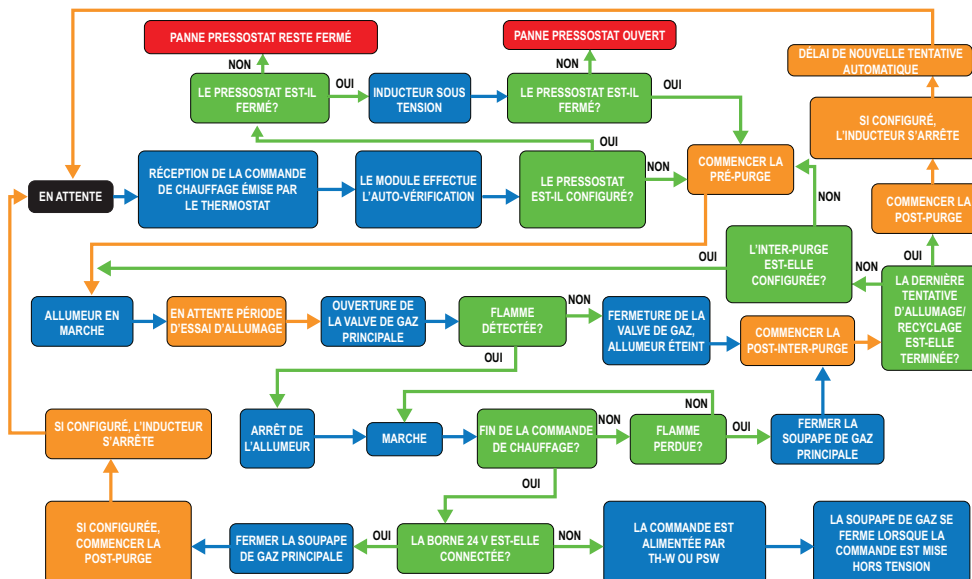 PANNE PRESSOSTAT RESTE FERMÉ
PANNE PRESSOSTAT OUVERT
DÉLAI DE NOUVELLE TENTATIVE
AUTOMATIQUE
NON
NON
LE PRESSOSTAT EST-IL
FERMÉ?
OUI
INDUCTEUR SOUS
TENSION
LE PRESSOSTAT EST-IL
FERMÉ?
OUI
SI CONFIGURÉ,
L'INDUCTEUR S'ARRÊTE
OUI
EN ATTENTE
RÉCEPTION DE LA COMMANDE
DE CHAUFFAGE ÉMISE PAR
LE THERMOSTAT
LE MODULE EFFECTUE
L'AUTO-VÉRIFICATION
LE PRESSOSTAT
EST-IL CONFIGURÉ?
NON
COMMENCER LA
PRÉ-PURGE
NON
COMMENCER LA
POST-PURGE
OUI
L'INTER-PURGE
EST-ELLE
CONFIGURÉE?
NON
OUI
LA DERNIÈRE
TENTATIVE
D'ALLUMAGE/
RECYCLAGE
EST-ELLE
TERMINÉE?
ALLUMEUR EN
MARCHE
EN ATTENTE PÉRIODE
D'ESSAI D'ALLUMAGE
OUVERTURE DE
LA VALVE DE GAZ
PRINCIPALE
FLAMME
DÉTECTÉE?
NON
FERMETURE DE LA
VALVE DE GAZ,
ALLUMEUR ÉTEINT
COMMENCER LA
POST-INTER-PURGE
OUI
ARRÊT DE
L'ALLUMEUR
MARCHE
FIN DE LA COMMANDE
DE CHAUFFAGE?
NON
FLAMME
PERDUE?
NON
OUI
FERMER LA
SOUPAPE DE GAZ
PRINCIPALE
SI CONFIGURÉ, L'INDUCTEUR
S'ARRÊTE
OUI
SI CONFIGURÉE,
COMMENCER LA
POST-PURGE
FERMER LA SOUPAPE
DE GAZ PRINCIPALE
OUI
LA BORNE 24 V EST-ELLE
CONNECTÉE?
NON
LA COMMANDE EST
ALIMENTÉE PAR
TH-W OU PSW
LA SOUPAPE DE GAZ SE
FERME LORSQUE LA
COMMANDE EST MISE
HORS TENSION